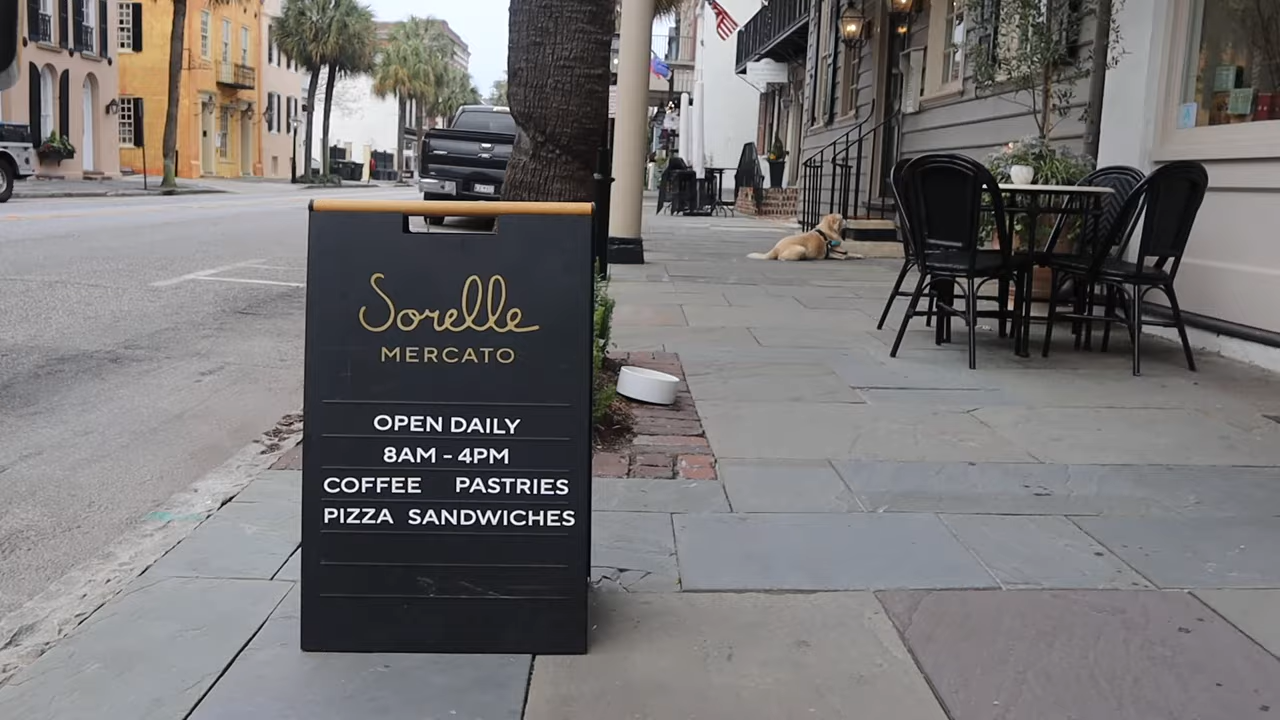 Sorelle
MERCATO
OPEN DAILY
8AM - 4PM
COFFEE PASTRIES
PIZZA SANDWICHES